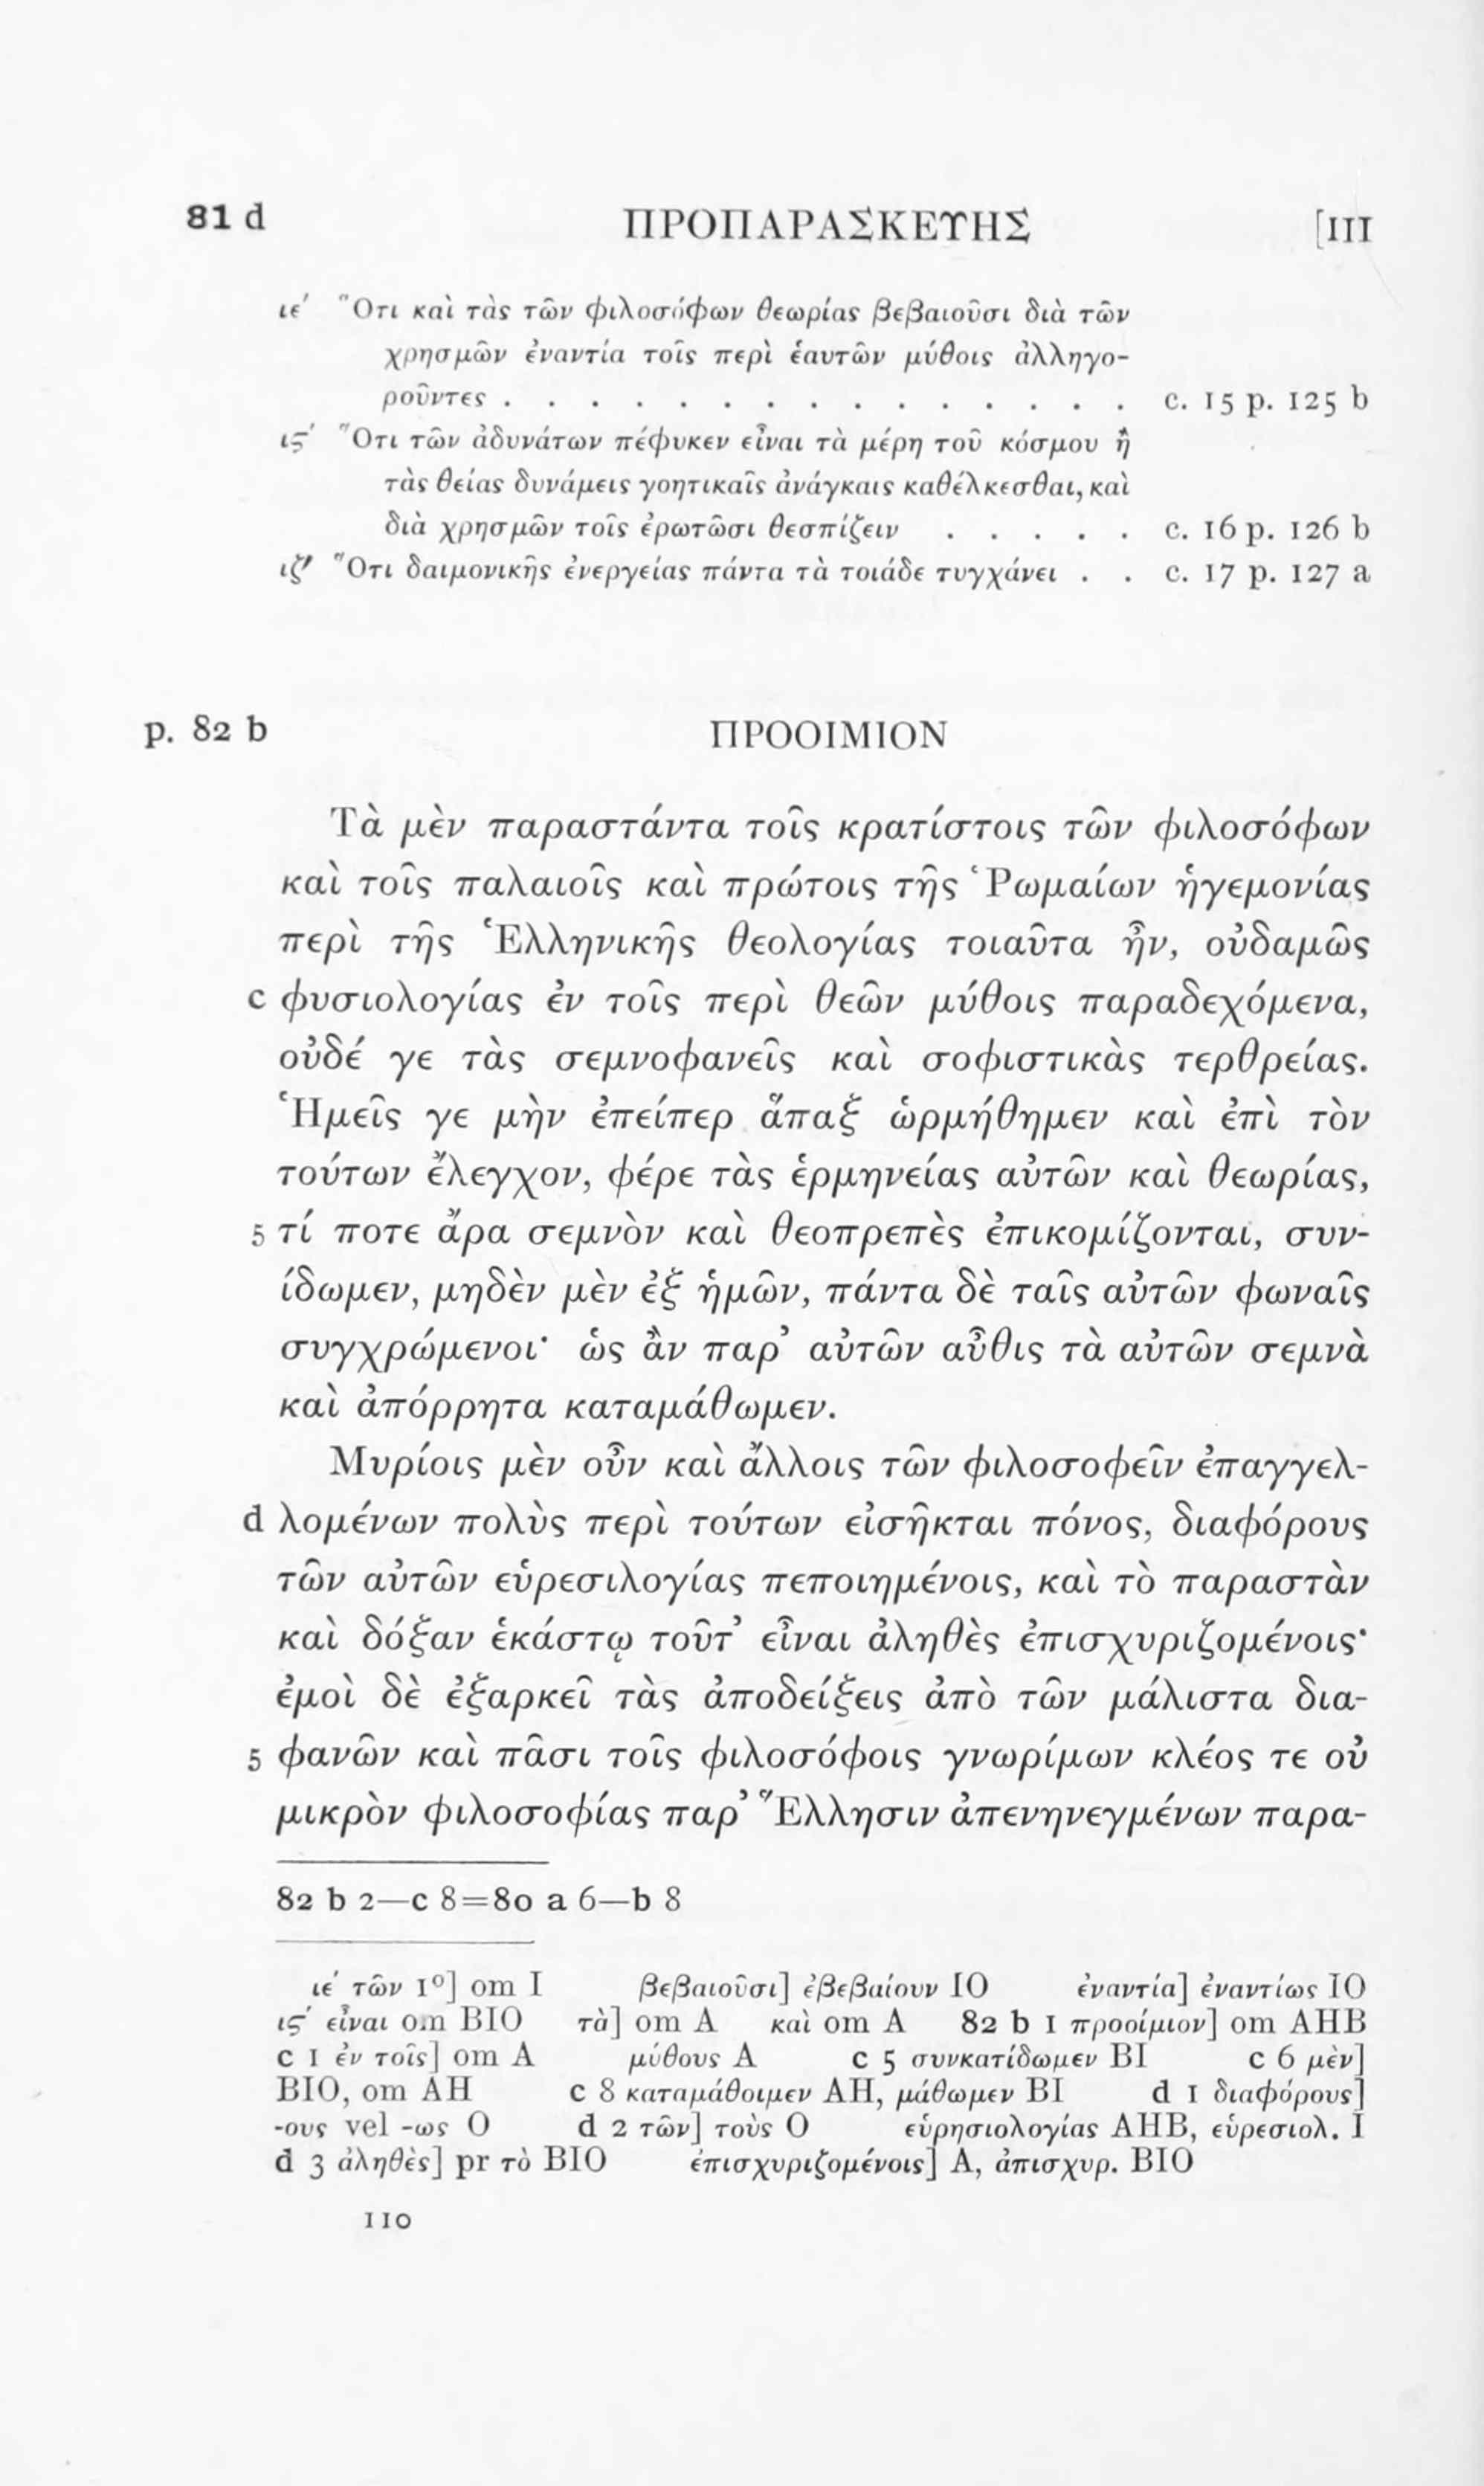 81 d ΠΡΟΠΑΡΑΣΚΕΥΗΣ [III
ιε′ Ὅτι καὶ τὰς τῶν φιλοσόφων θεωρίας βεβαιοῦσι διὰ τῶν
χρησμῶν ἐναντία τοῖς περὶ ἑαυτῶν μύθοις ἀλληγο-
ροῦντες . . . . . . . . . . . . . . . c. 15 p. 125 b
ιϛ′ Ὅτι τῶν ἀδυνάτων πέφυκεν εἶναι τὰ μέρη τοῦ κόσμου ἢ
τὰς θείας δυνάμεις γοητικαῖς ἀνάγκαις καθέλκεσθαι, καὶ
διὰ χρησμῶν τοῖς ἐρωτῶσι θεσπίζειν . . . . . c. 16 p. 126 b
ιζ′ Ὅτι δαιμονικῆς ἐνεργείας πάντα τὰ τοιάδε τυγχάνει . . c. 17 p. 127 a
p. 82 b ΠΡΟΟΙΜΙΟΝ
Τὰ μὲν παραστάντα τοῖς κρατίστοις τῶν φιλοσόφων
καὶ τοῖς παλαιοῖς καὶ πρώτοις τῆς Ῥωμαίων ἡγεμονίας
περὶ τῆς Ἑλληνικῆς θεολογίας τοιαῦτα ἦν, οὐδαμῶς
c φυσιολογίας ἐν τοῖς περὶ θεῶν μύθοις παραδεχόμενα,
οὐδέ γε τὰς σεμνοφανεῖς καὶ σοφιστικὰς τερθρείας.
Ἡμεῖς γε μὴν ἐπείπερ ἅπαξ ὡρμήθημεν καὶ ἐπὶ τὸν
τούτων ἔλεγχον, φέρε τὰς ἑρμηνείας αὐτῶν καὶ θεωρίας,
5 τί ποτε ἄρα σεμνὸν καὶ θεοπρεπὲς ἐπικομίζονται, συν-
ίδωμεν, μηδὲν μὲν ἐξ ἡμῶν, πάντα δὲ ταῖς αὐτῶν φωναῖς
συγχρώμενοι· ὡς ἂν παρ’ αὐτῶν αὖθις τὰ αὐτῶν σεμνὰ
καὶ ἀπόρρητα καταμάθωμεν.
Μυρίοις μὲν οὖν καὶ ἄλλοις τῶν φιλοσοφεῖν ἐπαγγελ-
d λομένων πολὺς περὶ τούτων εἰσῆκται πόνος, διαφόρους
τῶν αὐτῶν εὑρεσιλογίας πεποιημένοις, καὶ τὸ παραστὰν
καὶ δόξαν ἑκάστῳ τοῦτ’ εἶναι ἀληθὲς ἐπισχυριζομένοις·
ἐμοὶ δὲ ἐξαρκεῖ τὰς ἀποδείξεις ἀπὸ τῶν μάλιστα δια-
5 φανῶν καὶ πᾶσι τοῖς φιλοσόφοις γνωρίμων κλέος τε οὐ
μικρὸν φιλοσοφίας παρ’ Ἕλλησιν ἀπενηνεγμένων παρα-
82 b 2—c 8=80 a 6—b 8
ιε′ τῶν 1º] om I βεβαιοῦσι] ἐβεβαίουν IO ἐναντία] ἐναντίως IO
ιϛ′ εἶναι om BIO τὰ] om A καὶ om A 82 b 1 προοίμιον] om AHB
c 1 ἐν τοῖς] om A μύθους A c 5 συνκατίδωμεν BI c 6 μὲν]
BIO, om AH c 8 καταμάθοιμεν AH, μάθωμεν BI d 1 διαφόρους]
-ους vel -ως O d 2 τῶν] τοὺς O εὑρησιολογίας AHB, εὑρεσιολ. I
d 3 ἀληθὲς] pr τὸ BIO ἐπισχυριζομένοις] A, ἀπισχυρ. BIO
110